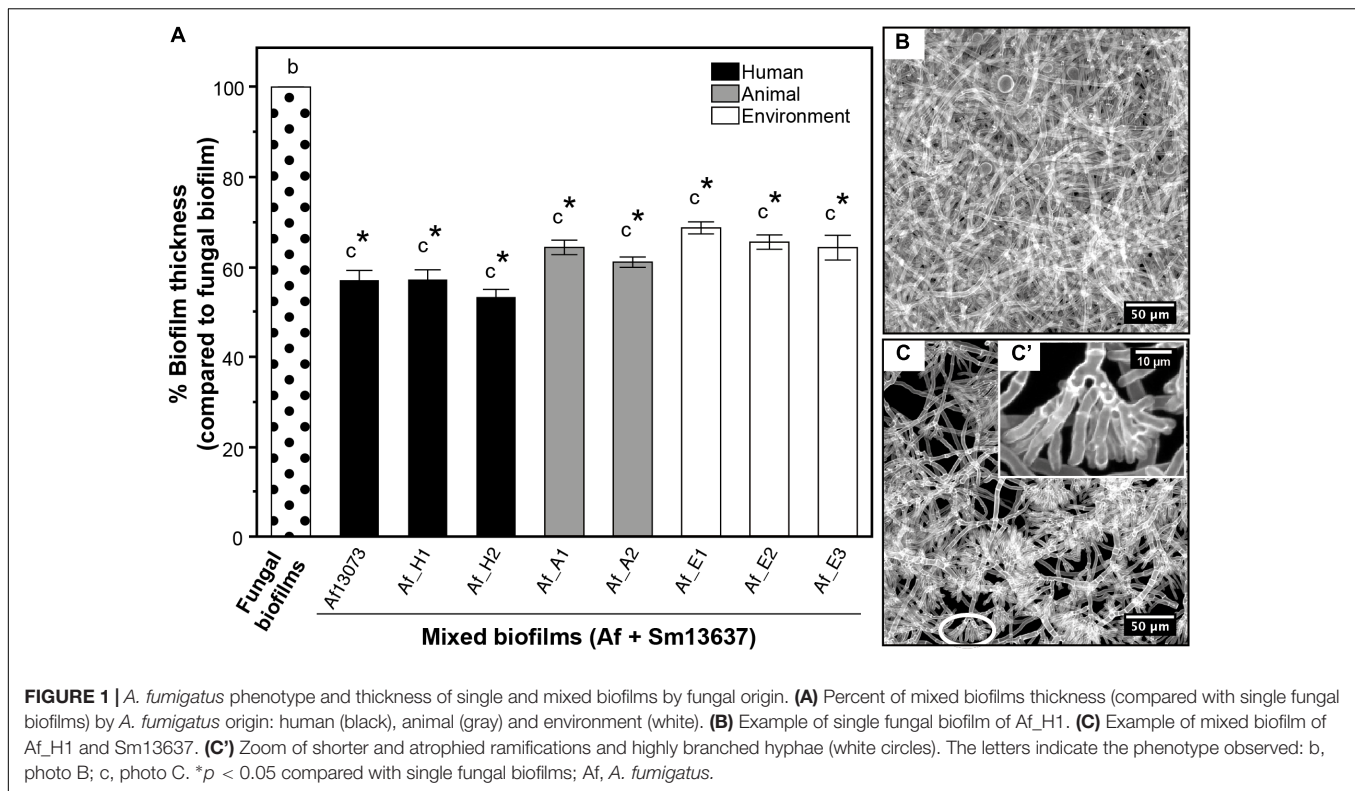 A
% Biofilm thickness
(compared to fungal biofilm)
100
80
60
40
20
0
b
c*
c*
c*
c*
c*
c*
c*
c*
Human
Animal
Environment
Fungal
biofilms
Af13073
Af_H1
Af_H2
Af_A1
Af_A2
Af_E1
Af_E2
Af_E3
Mixed biofilms (Af + Sm13637)
B
50 µm
C
C'
10 µm
50 µm
FIGURE 1 | A. fumigatus phenotype and thickness of single and mixed biofilms by fungal origin. (A) Percent of mixed biofilms thickness (compared with single fungal
biofilms) by A. fumigatus origin: human (black), animal (gray) and environment (white). (B) Example of single fungal biofilm of Af_H1. (C) Example of mixed biofilm of
Af_H1 and Sm13637. (C') Zoom of shorter and atrophied ramifications and highly branched hyphae (white circles). The letters indicate the phenotype observed: b,
photo B; c, photo C. *p < 0.05 compared with single fungal biofilms; Af, A. fumigatus.